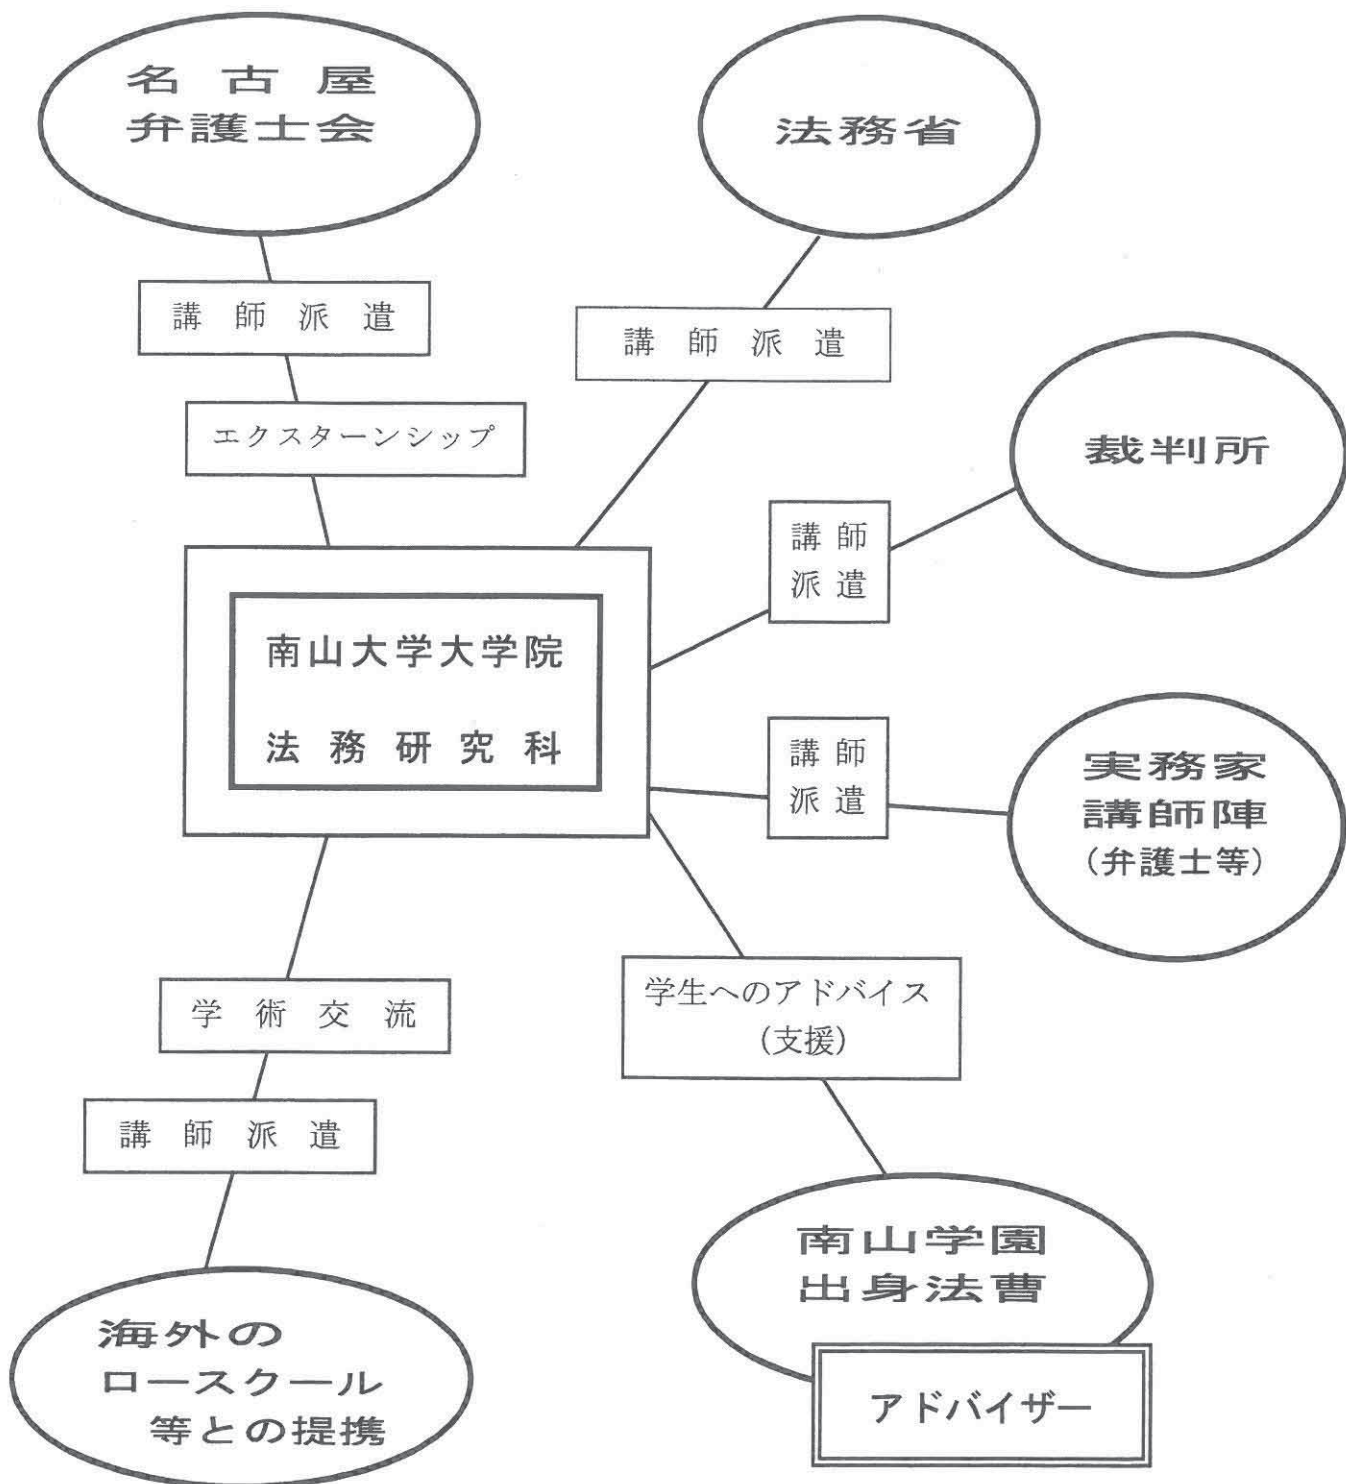 名古屋
弁護士会
法務省
講師派遣
講師派遣
エクスターンシップ
裁判所
講師
派遣
南山大学大学院
法務研究科
講師
派遣
実務家
講師陣
（弁護士等）
学生へのアドバイス
(支援)
学術交流
講師派遣
南山学園
出身法曹
アドバイザー
海外の
ロースクール
等との提携